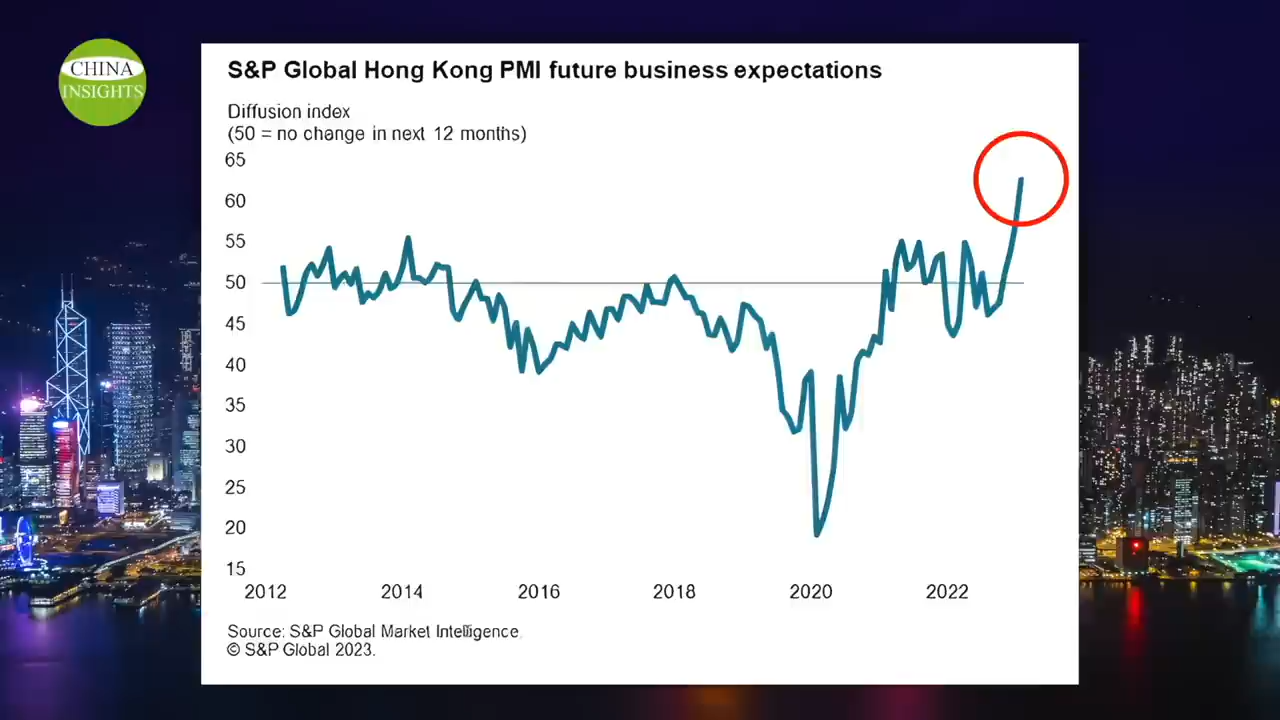 CHINA
INSIGHTS
S&P Global Hong Kong PMI future business expectations
Diffusion index
(50 = no change in next 12 months)
65
60
55
50
45
40
35
30
25
20
15
2012 2014 2016 2018 2020 2022
Source: S&P Global Market Intelligence.
© S&P Global 2023.